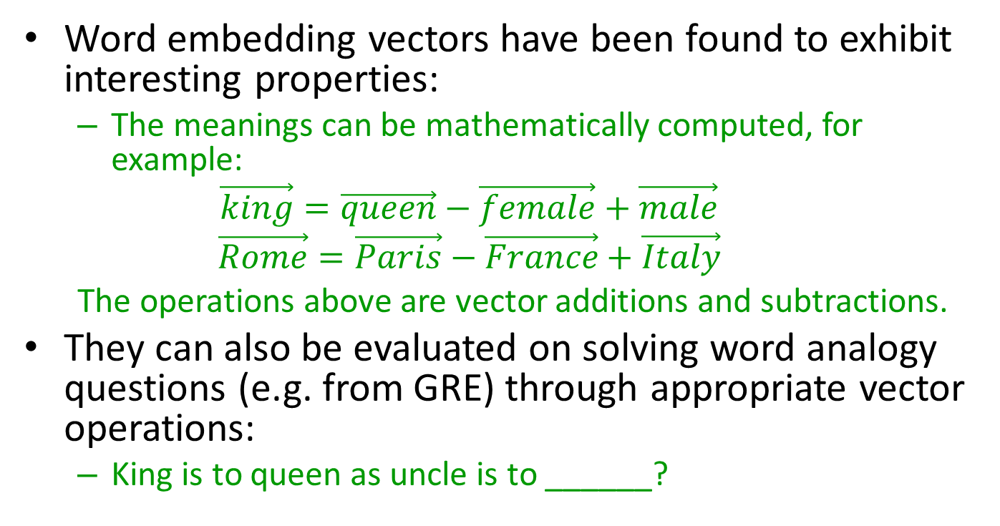 • Word embedding vectors have been found to exhibit
interesting properties:
– The meanings can be mathematically computed, for
example:
$\overrightarrow{king} = \overrightarrow{queen} - \overrightarrow{female} + \overrightarrow{male}$
$\overrightarrow{Rome} = \overrightarrow{Paris} - \overrightarrow{France} + \overrightarrow{Italy}$
The operations above are vector additions and subtractions.
• They can also be evaluated on solving word analogy
questions (e.g. from GRE) through appropriate vector
operations:
– King is to queen as uncle is to ______?